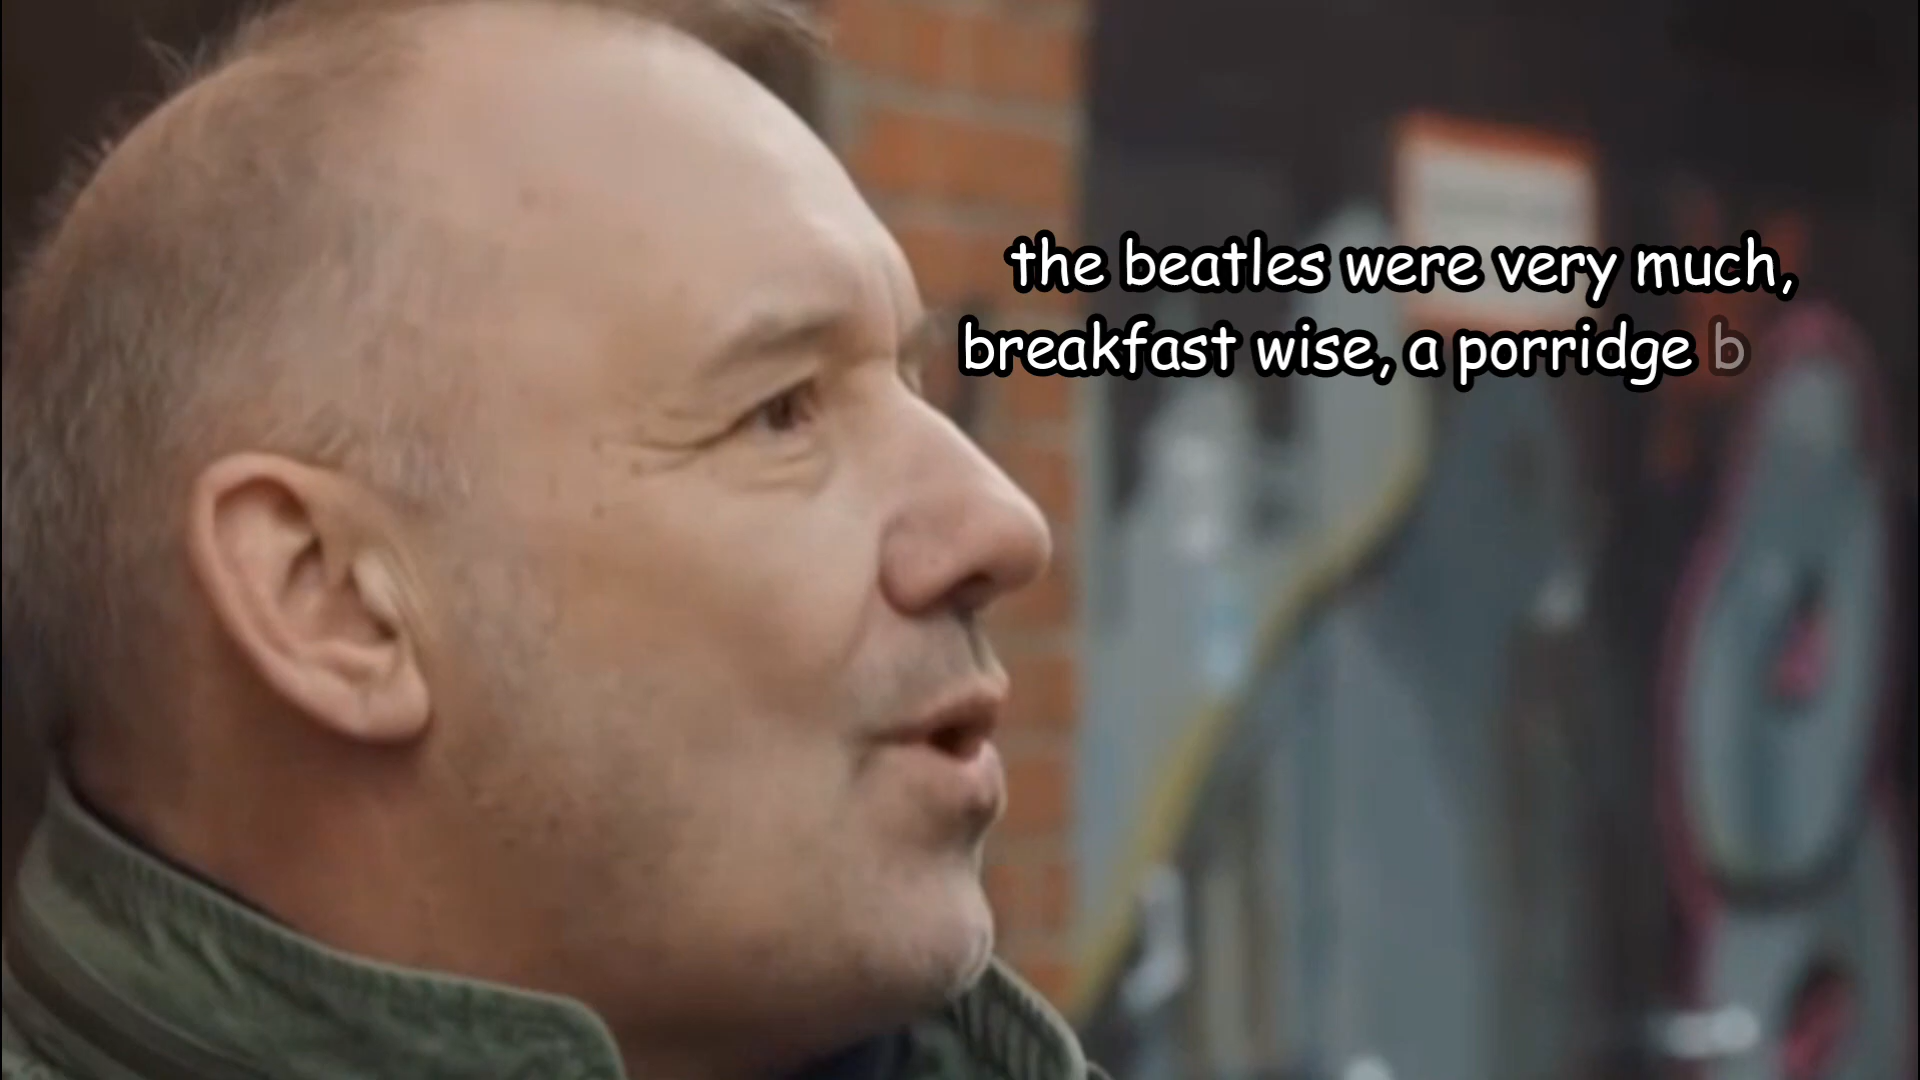 the beatles were very much,
breakfast wise, a porridge b